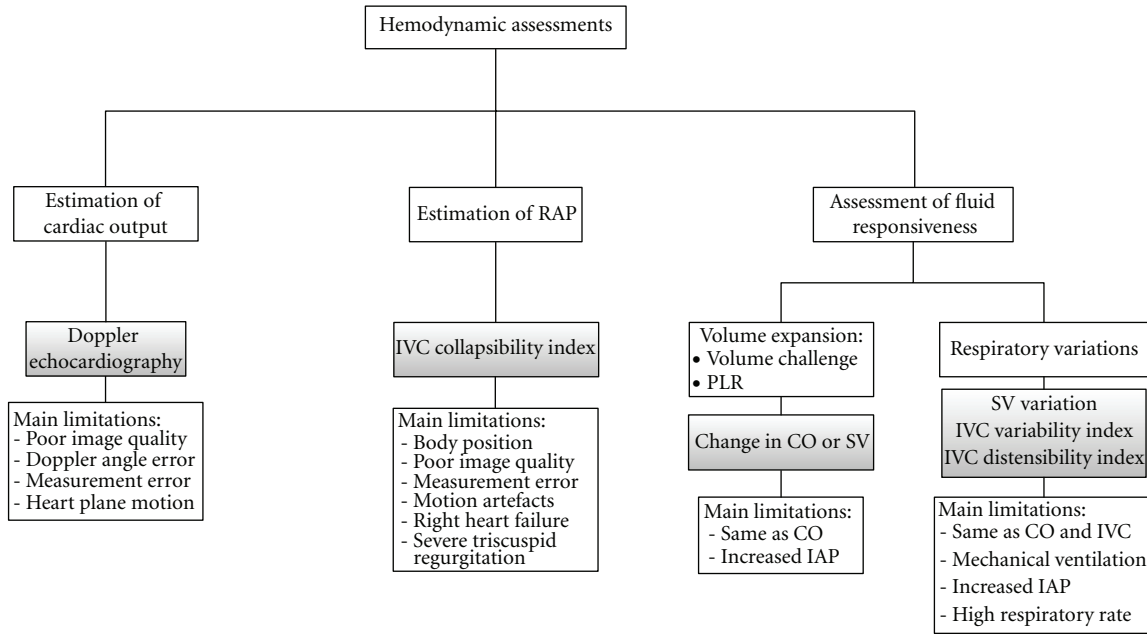 Hemodynamic assessments
Estimation of
cardiac output
Doppler
echocardiography
Main limitations:
- Poor image quality
- Doppler angle error
- Measurement error
- Heart plane motion
Estimation of RAP
IVC collapsibility index
Main limitations:
- Body position
- Poor image quality
- Measurement error
- Motion artefacts
- Right heart failure
- Severe triscuspid
regurgitation
Assessment of fluid
responsiveness
Volume expansion:
• Volume challenge
• PLR
Change in CO or SV
Main limitations:
- Same as CO
- Increased IAP
Respiratory variations
SV variation
IVC variability index
IVC distensibility index
Main limitations:
- Same as CO and IVC
- Mechanical ventilation
- Increased IAP
- High respiratory rate